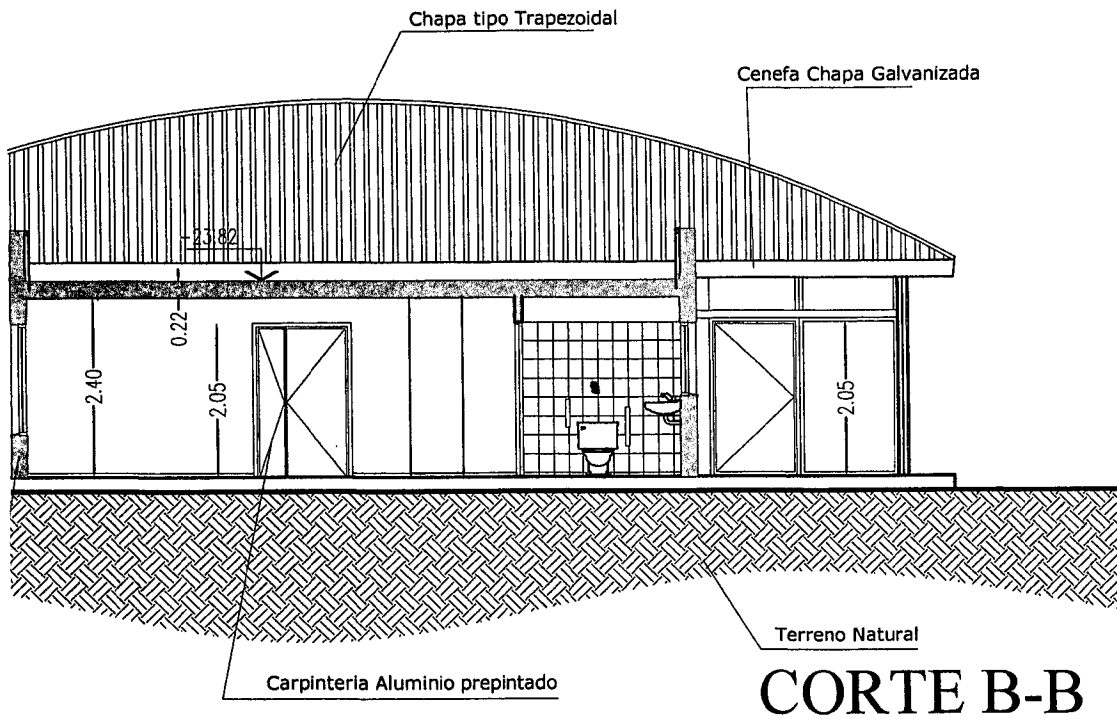 Chapa tipo Trapezoidal
Cenefa Chapa Galvanizada
-23.82
0.22
2.40
2.05
2.05
Terreno Natural
Carpinteria Aluminio prepintado
CORTE B-B